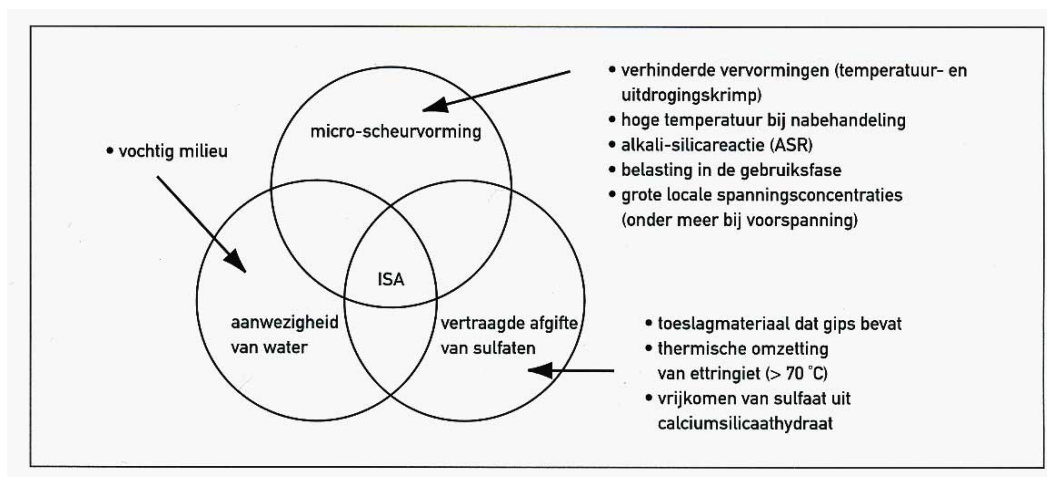 • verhinderde vervormingen (temperatuur- en
uitdrogingskrimp)
• hoge temperatuur bij nabehandeling
• alkali-silicareactie (ASR)
• belasting in de gebruiksfase
• grote locale spanningsconcentraties
(onder meer bij voorspanning)
micro-scheurvorming
• vochtig milieu
ISA
aanwezigheid
van water
vertraagde afgifte
van sulfaten
• toeslagmateriaal dat gips bevat
• thermische omzetting
van ettringiet (> 70 °C)
• vrijkomen van sulfaat uit
calciumsilicaathydraat